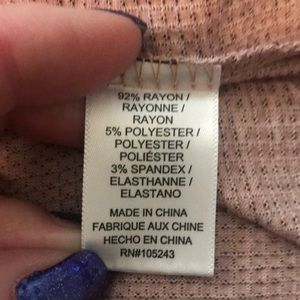 92% RAYON /
RAYONNE /
RAYON
5% POLYESTER /
POLYESTER /
POLIÉSTER
3% SPANDEX /
ELASTHANNE /
ELASTANO
MADE IN CHINA
FABRIQUE AUX CHINE
HECHO EN CHINA
RN#105243